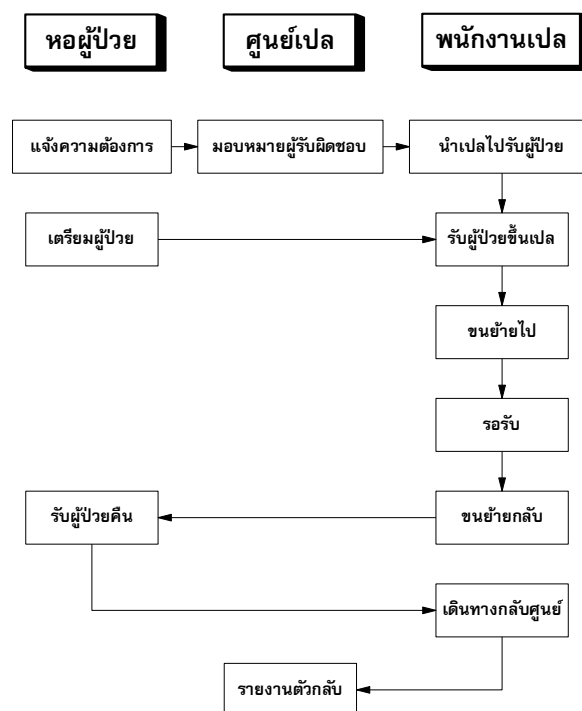 หอผู้ป่วย
ศูนย์เปล
พนักงานเปล
แจ้งความต้องการ
มอบหมายผู้รับผิดชอบ
นำเปลไปรับผู้ป่วย
เตรียมผู้ป่วย
รับผู้ป่วยขึ้นเปล
ขนย้ายไป
รอรับ
รับผู้ป่วยคืน
ขนย้ายกลับ
เดินทางกลับศูนย์
รายงานตัวกลับ